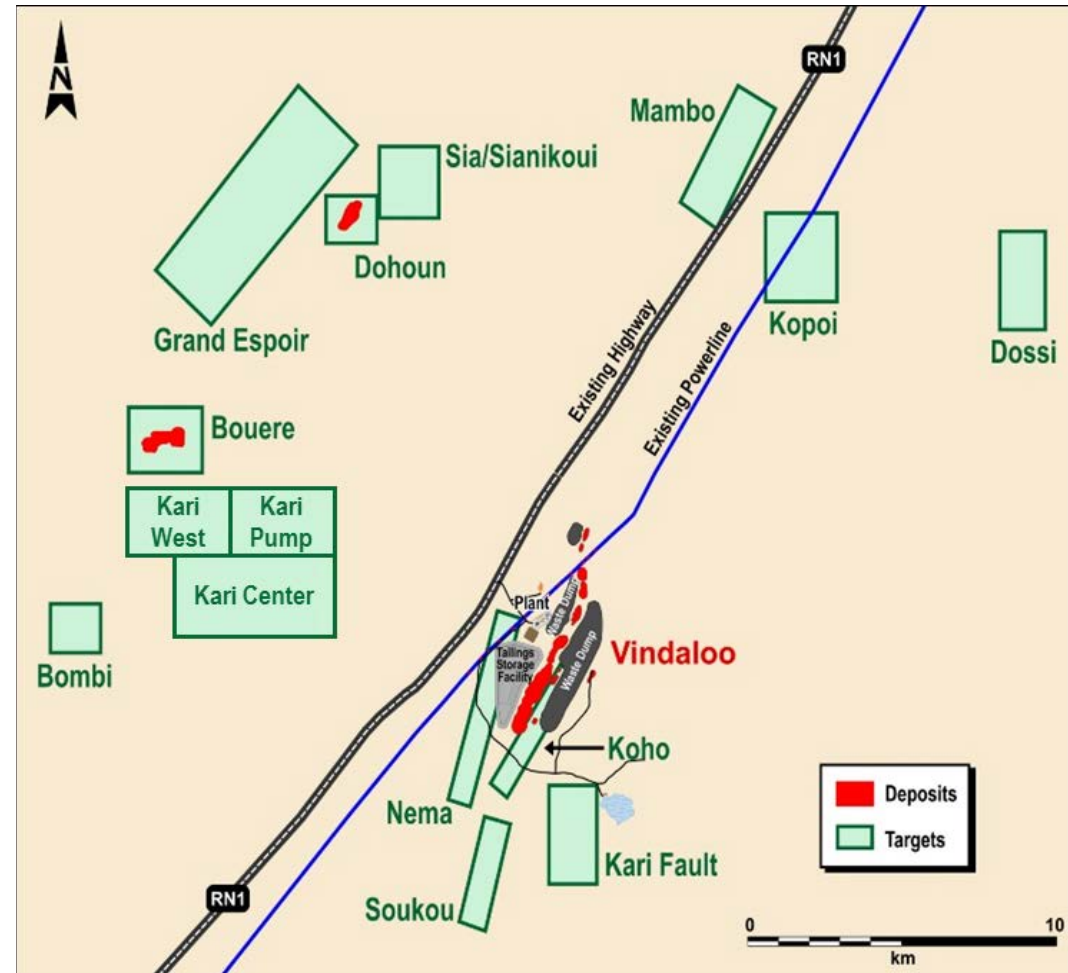 N
RN1
Mambo
Sia/Sianikoui
Dohoun
Grand Espoir
Kopoi
Dossi
Existing Highway
Existing Powerline
Bouere
Kari
West
Kari
Pump
Kari Center
Bombi
Plant
Waste Dump
Tailings
Storage
Facility
Waste Dump
Vindaloo
Koho
Nema
Kari Fault
Soukou
RN1
Deposits
Targets
0
10
km